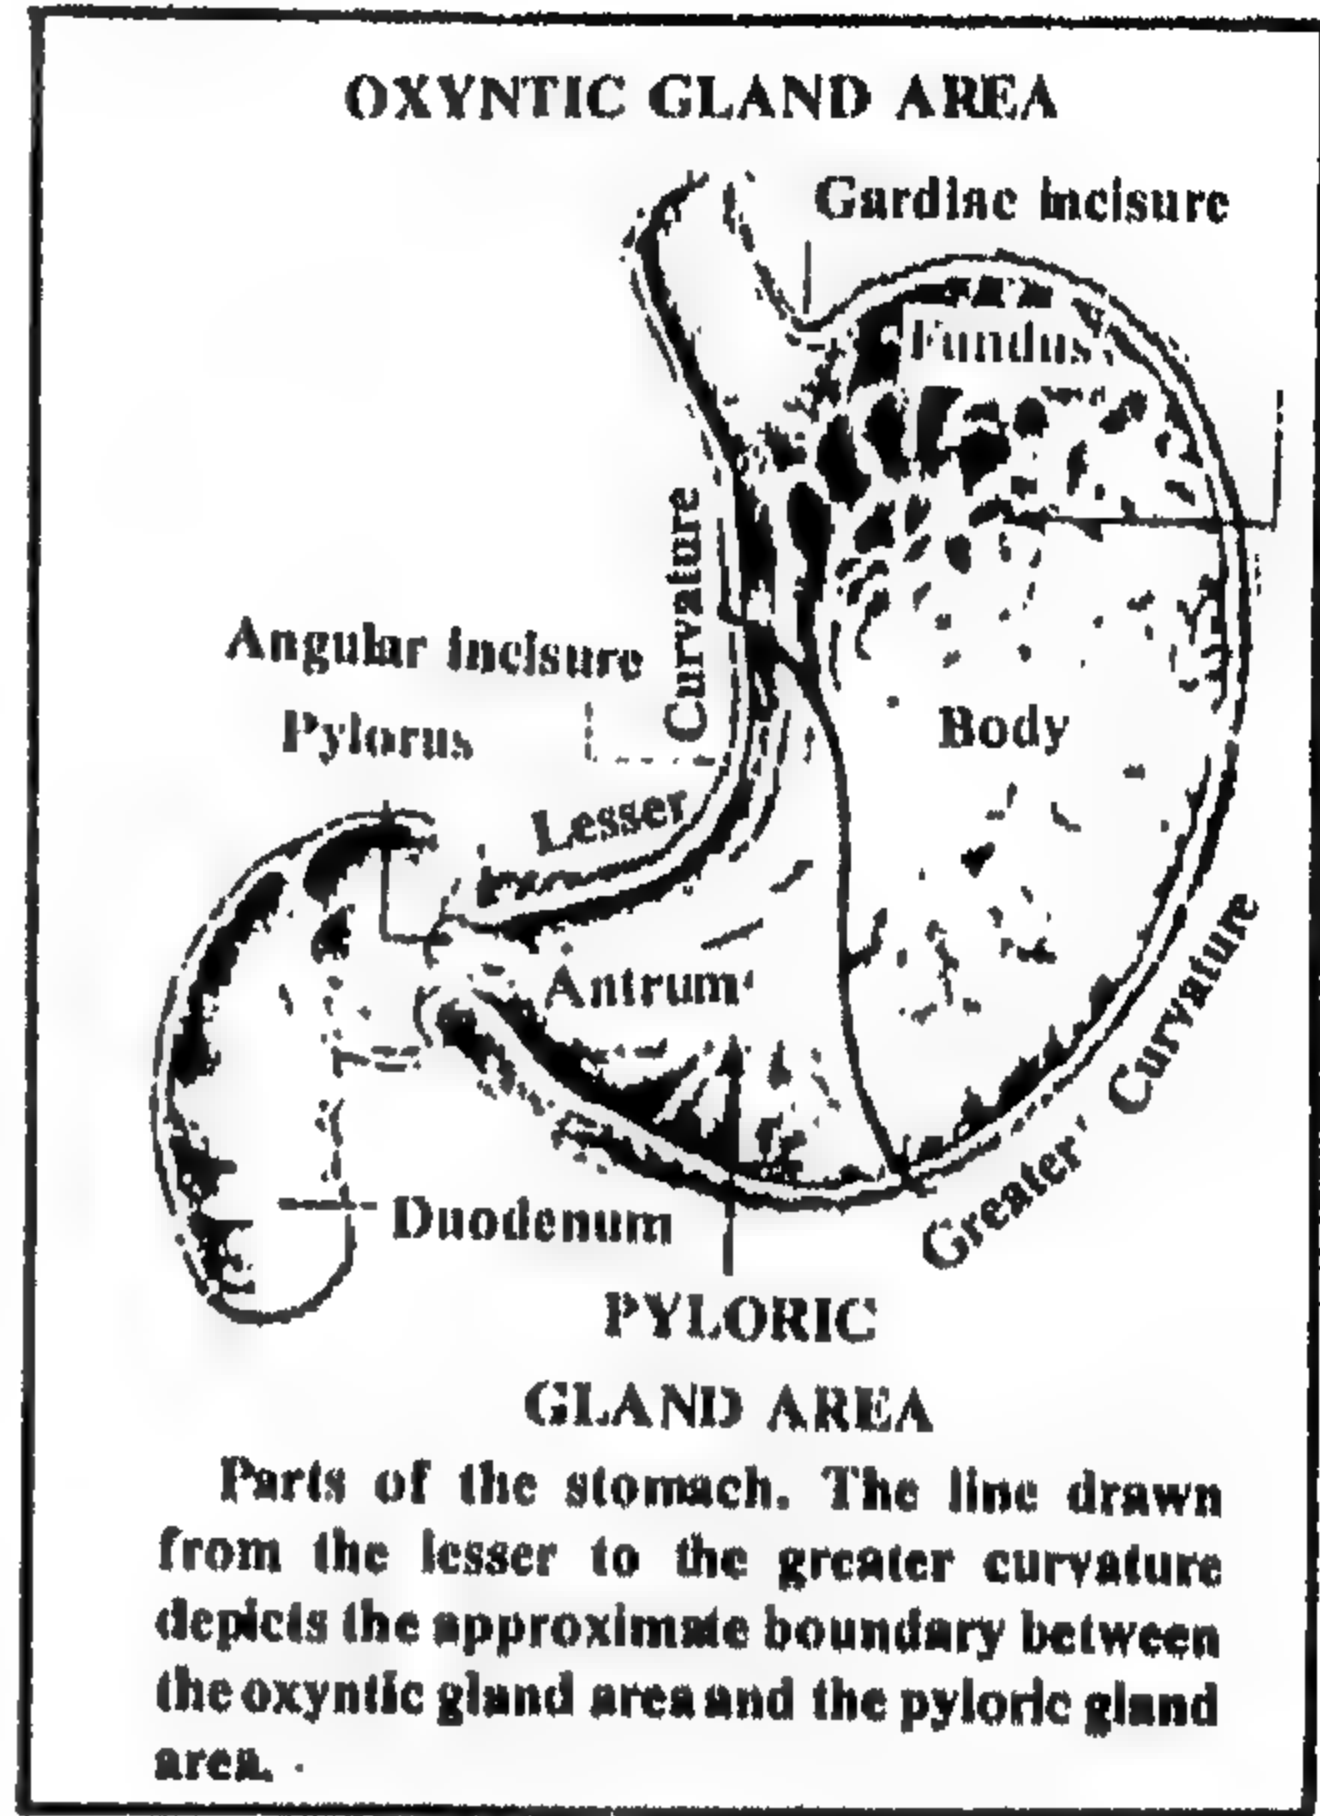 OXYNTIC GLAND AREA
Cardiac incisure
Fundus
Curvature
Angular incisure
Pylorus
Body
Lesser
Antrum
Greater Curvature
Duodenum
PYLORIC
GLAND AREA
Parts of the stomach. The line drawn
from the lesser to the greater curvature
depicts the approximate boundary between
the oxyntic gland area and the pyloric gland
area.